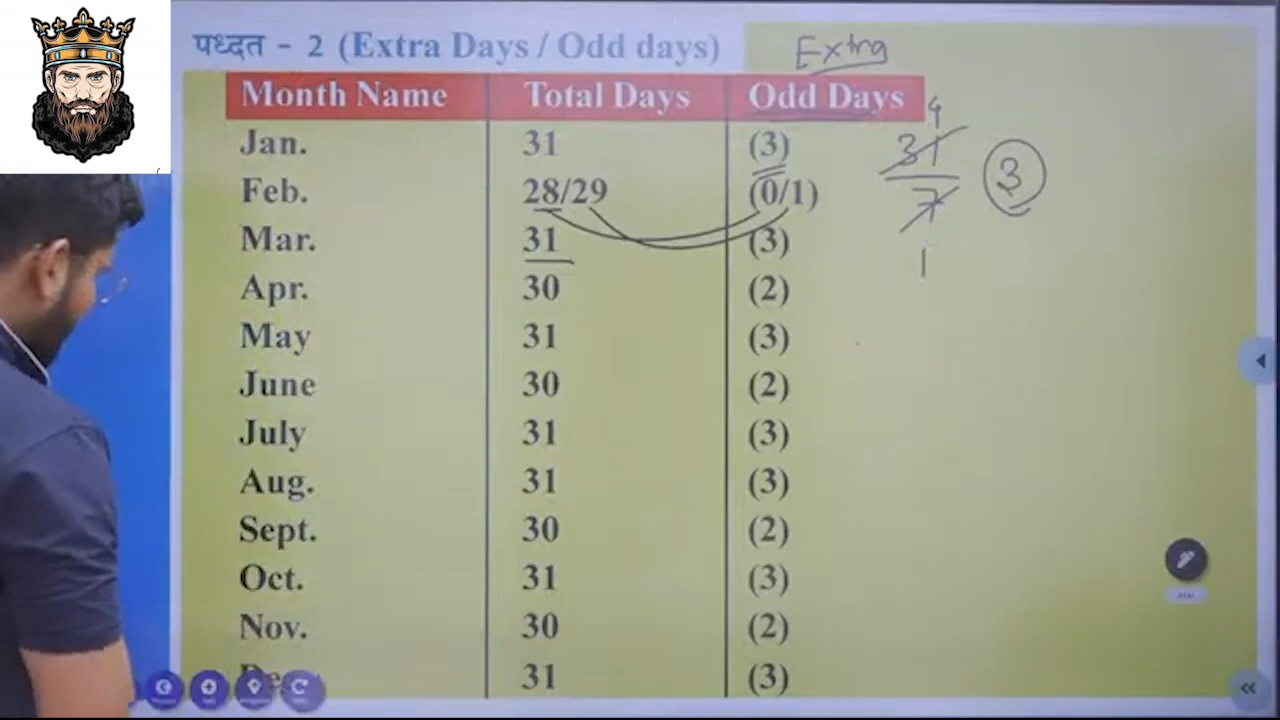 पध्दत - 2 (Extra Days / Odd days)
Extra
Month Name Total Days Odd Days
Jan. 31 (3)
Feb. 28/29 (0/1)
Mar. 31 (3)
Apr. 30 (2)
May 31 (3)
June 30 (2)
July 31 (3)
Aug. 31 (3)
Sept. 30 (2)
Oct. 31 (3)
Nov. 30 (2)
31 (3)
4
31
7
1
3